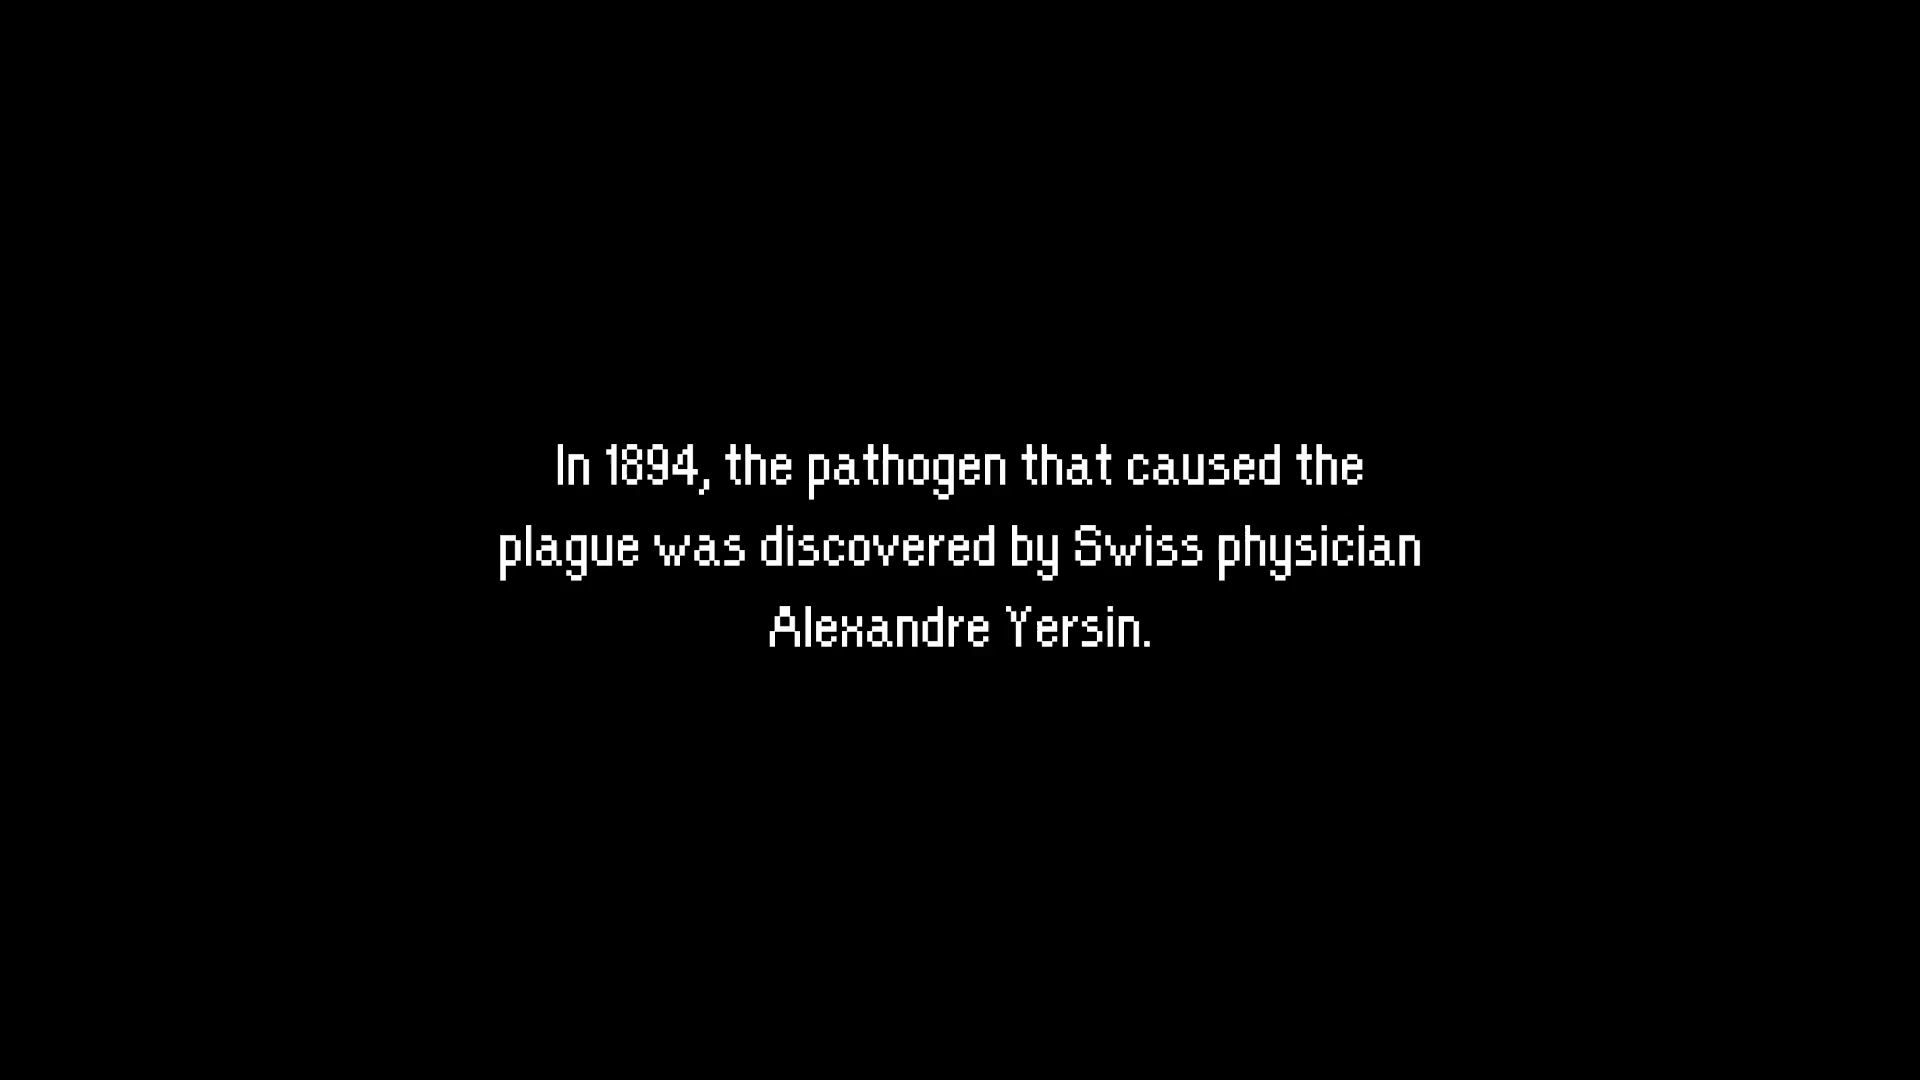 In 1894, the pathogen that caused the
plague was discovered by Swiss physician
Alexandre Yersin.